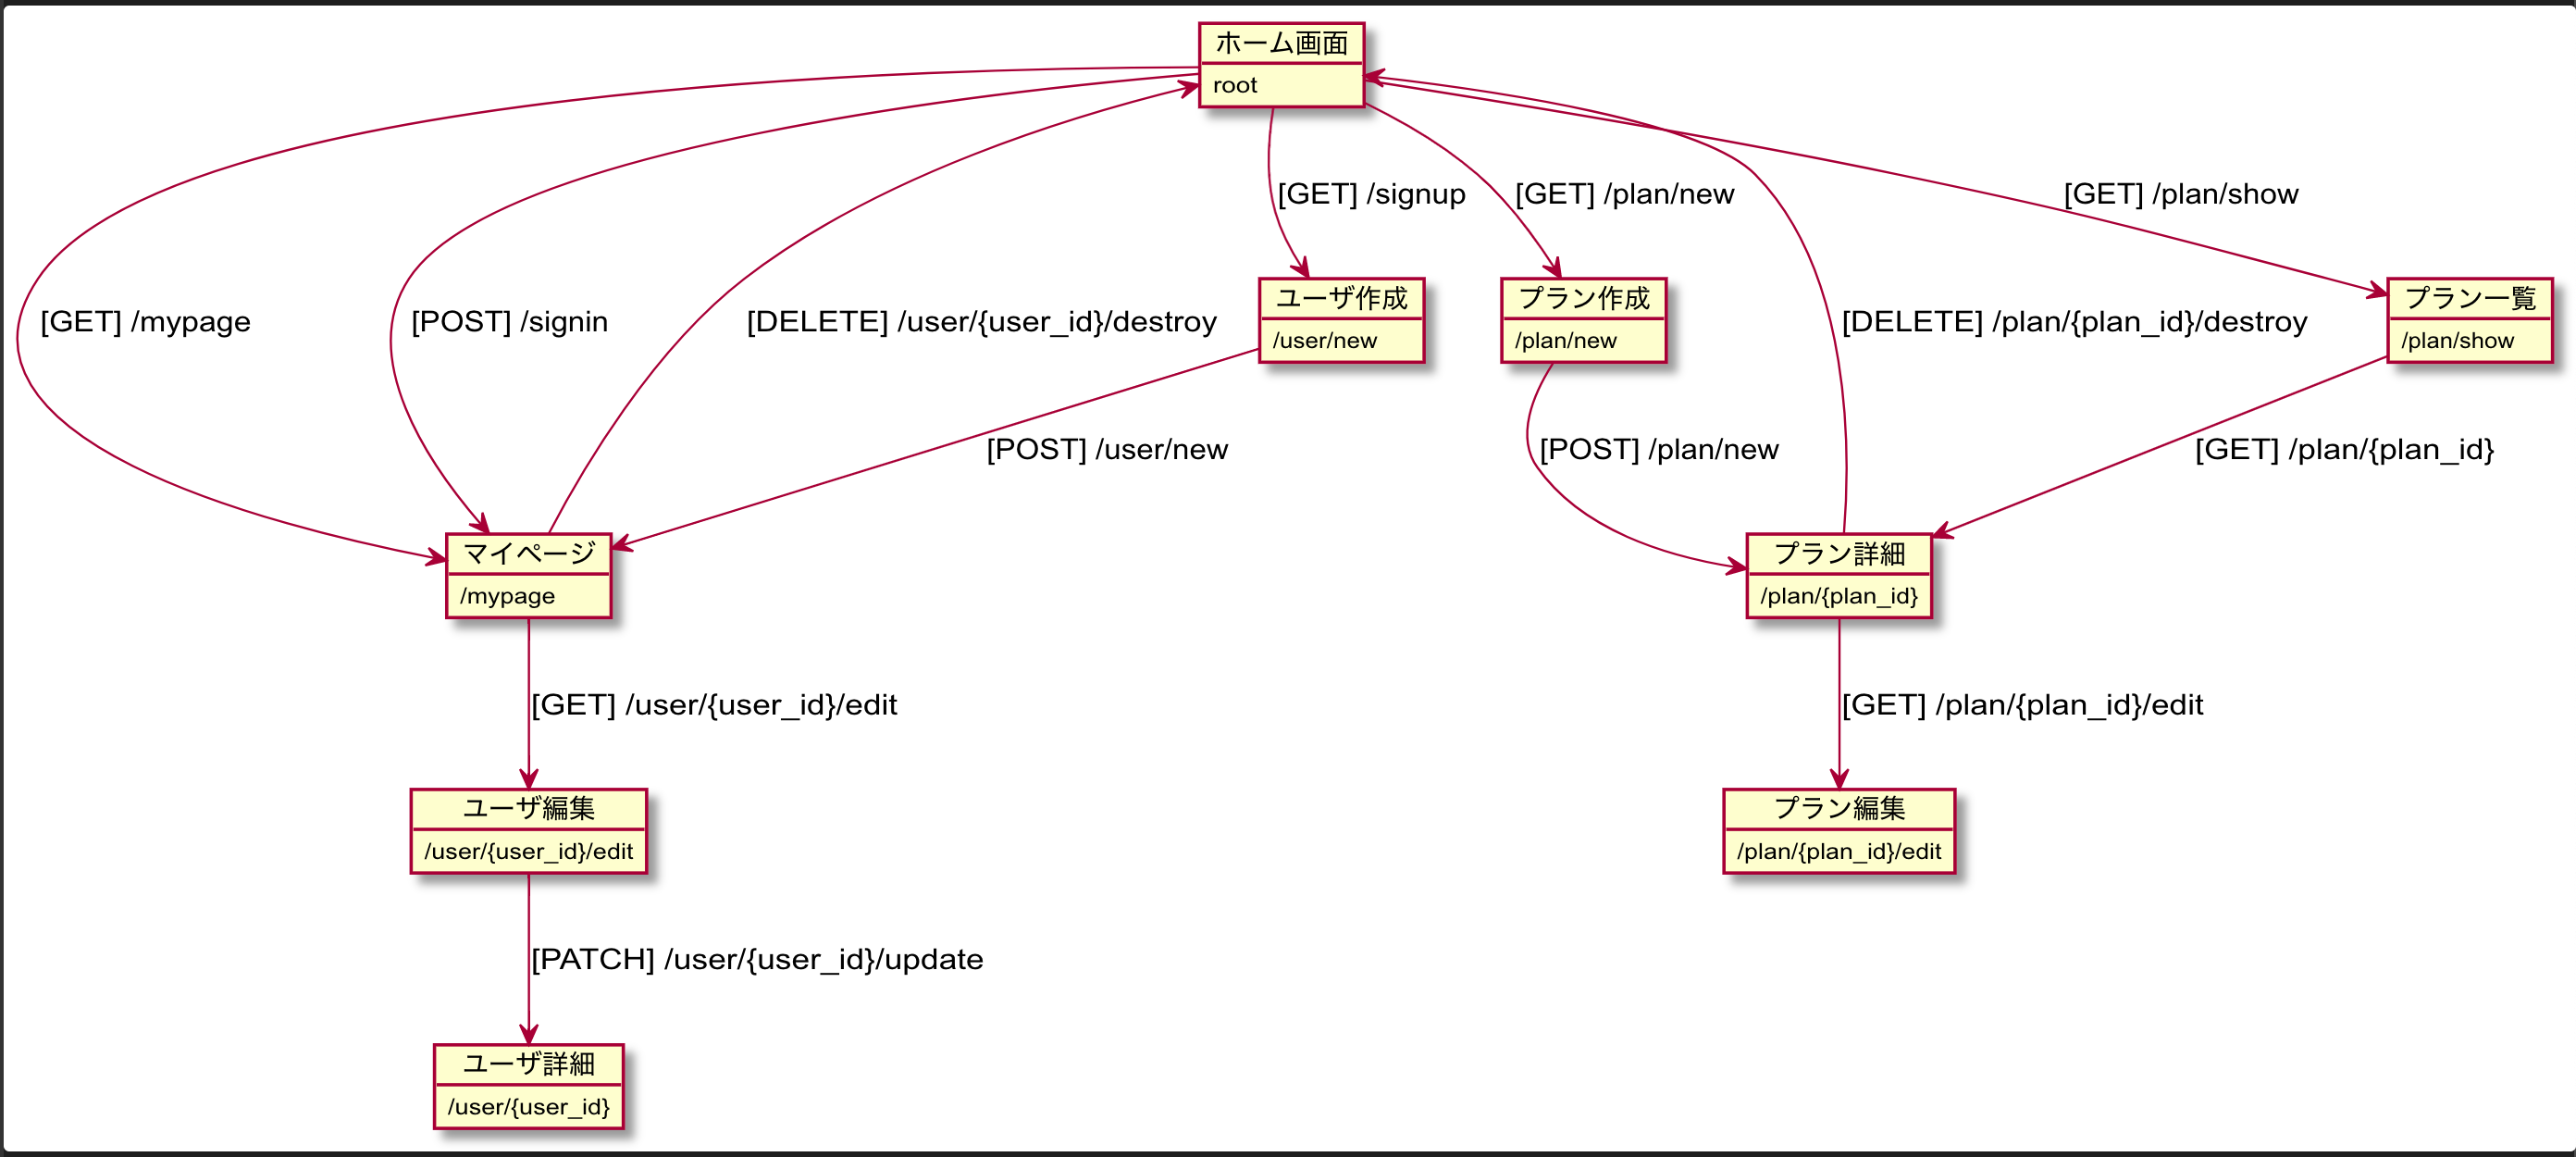 ホーム画面
root
[GET] /signup
[GET] /plan/new
[GET] /plan/show
[GET] /mypage
[POST] /signin
[DELETE] /user/{user_id}/destroy
ユーザ作成
/user/new
プラン作成
/plan/new
[DELETE] /plan/{plan_id}/destroy
プラン一覧
/plan/show
[POST] /user/new
[POST] /plan/new
[GET] /plan/{plan_id}
マイページ
/mypage
プラン詳細
/plan/{plan_id}
[GET] /user/{user_id}/edit
[GET] /plan/{plan_id}/edit
ユーザ編集
/user/{user_id}/edit
プラン編集
/plan/{plan_id}/edit
[PATCH] /user/{user_id}/update
ユーザ詳細
/user/{user_id}